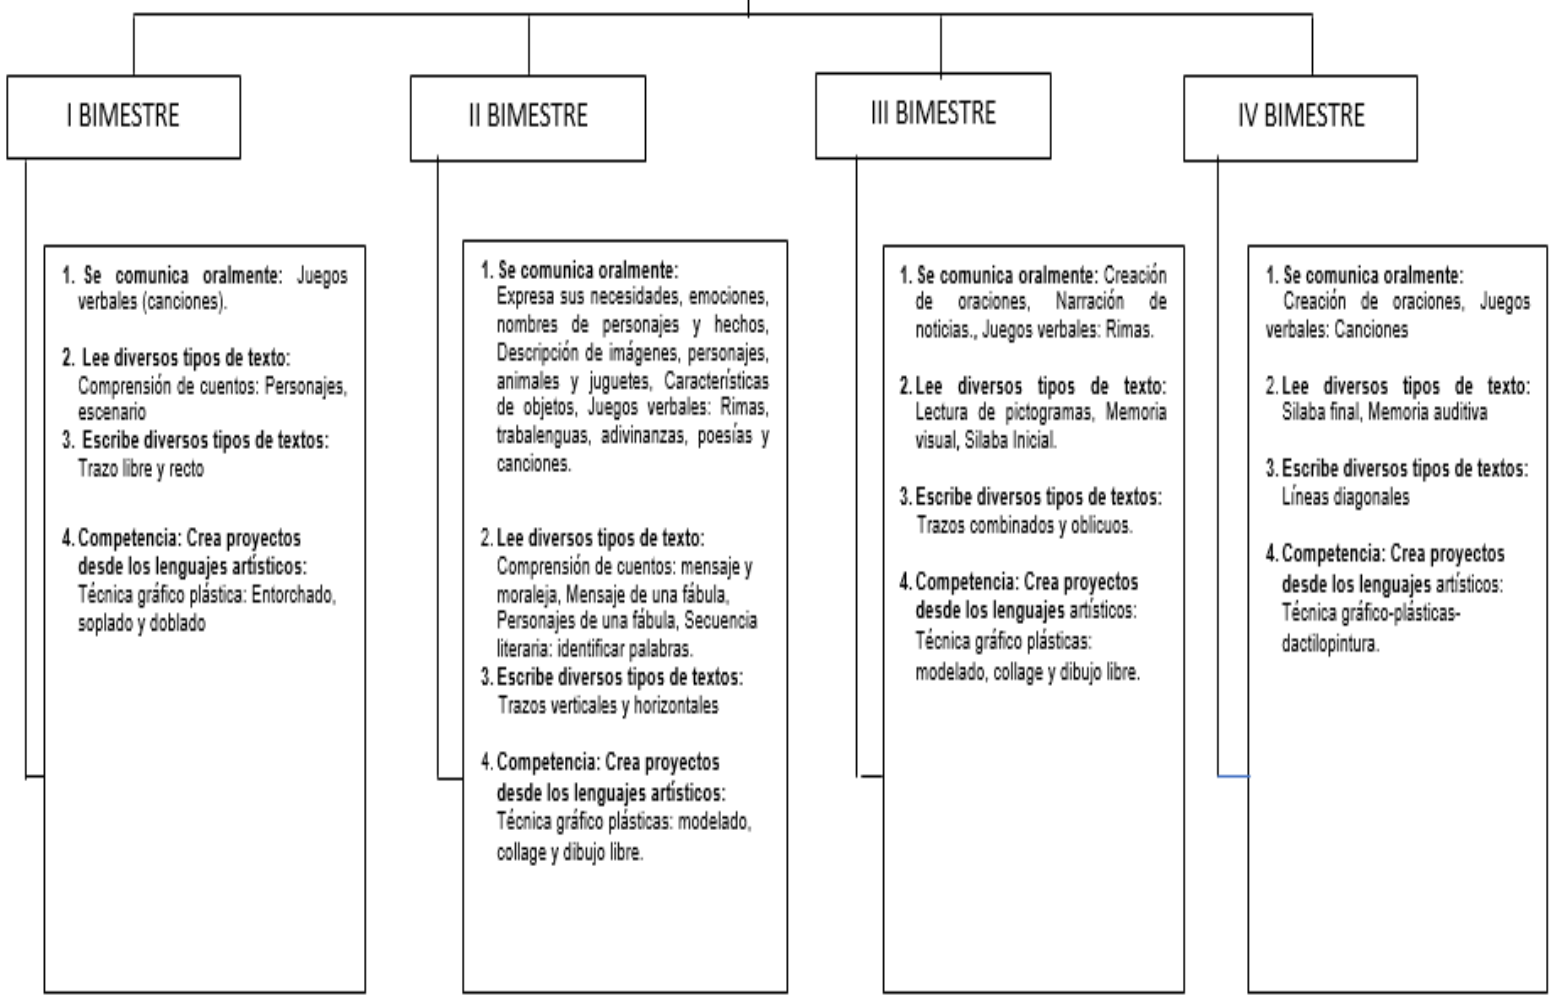 I BIMESTRE
II BIMESTRE
III BIMESTRE
IV BIMESTRE
1. Se comunica oralmente: Juegos
verbales (canciones).
2. Lee diversos tipos de texto:
Comprensión de cuentos: Personajes,
escenario
3. Escribe diversos tipos de textos:
Trazo libre y recto
4. Competencia: Crea proyectos
desde los lenguajes artísticos:
Técnica gráfico plástica: Entorchado,
soplado y doblado
1. Se comunica oralmente:
Expresa sus necesidades, emociones,
nombres de personajes y hechos,
Descripción de imágenes, personajes,
animales y juguetes, Características
de objetos, Juegos verbales: Rimas,
trabalenguas, adivinanzas, poesías y
canciones.
2. Lee diversos tipos de texto:
Comprensión de cuentos: mensaje y
moraleja, Mensaje de una fábula,
Personajes de una fábula, Secuencia
literaria: identificar palabras.
3. Escribe diversos tipos de textos:
Trazos verticales y horizontales
4. Competencia: Crea proyectos
desde los lenguajes artísticos:
Técnica gráfico plásticas: modelado,
collage y dibujo libre.
1. Se comunica oralmente: Creación
de oraciones, Narración de
noticias., Juegos verbales: Rimas.
2. Lee diversos tipos de texto:
Lectura de pictogramas, Memoria
visual, Silaba Inicial.
3. Escribe diversos tipos de textos:
Trazos combinados y oblicuos.
4. Competencia: Crea proyectos
desde los lenguajes artísticos:
Técnica gráfico plásticas:
modelado, collage y dibujo libre.
1. Se comunica oralmente:
Creación de oraciones, Juegos
verbales: Canciones
2. Lee diversos tipos de texto:
Silaba final, Memoria auditiva
3. Escribe diversos tipos de textos:
Líneas diagonales
4. Competencia: Crea proyectos
desde los lenguajes artísticos:
Técnica gráfico-plásticas-
dactilopintura.